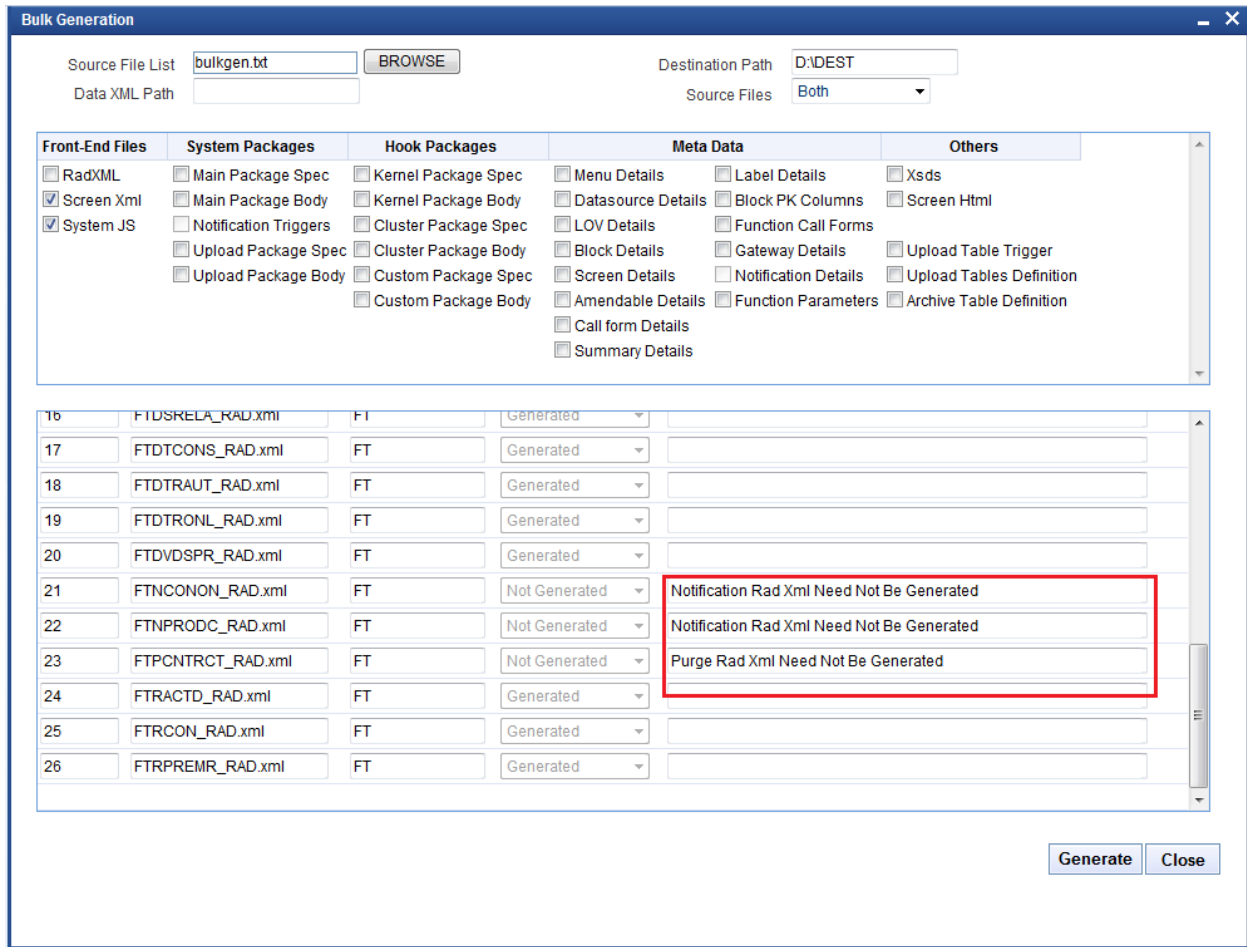 Bulk Generation
Source File List bulkgen.txt BROWSE Destination Path D:\DEST
Data XML Path Source Files Both
Front-End Files System Packages Hook Packages Meta Data Others
RadXML Main Package Spec Kernel Package Spec Menu Details Label Details Xsds
Screen Xml Main Package Body Kernel Package Body Datasource Details Block PK Columns Screen Html
System JS Notification Triggers Cluster Package Spec LOV Details Function Call Forms
Upload Package Spec Cluster Package Body Block Details Gateway Details Upload Table Trigger
Upload Package Body Custom Package Spec Screen Details Notification Details Upload Tables Definition
Custom Package Body Amendable Details Function Parameters Archive Table Definition
Call form Details
Summary Details
16 FTDSRELA_RAD.xml FT Generated
17 FTDTCONS_RAD.xml FT Generated
18 FTDTRAUT_RAD.xml FT Generated
19 FTDTRONL_RAD.xml FT Generated
20 FTDVDSPR_RAD.xml FT Generated
21 FTNCONON_RAD.xml FT Not Generated Notification Rad Xml Need Not Be Generated
22 FTNPRODC_RAD.xml FT Not Generated Notification Rad Xml Need Not Be Generated
23 FTPCNTRCT_RAD.xml FT Not Generated Purge Rad Xml Need Not Be Generated
24 FTRACTD_RAD.xml FT Generated
25 FTRCON_RAD.xml FT Generated
26 FTRPREMR_RAD.xml FT Generated
Generate Close